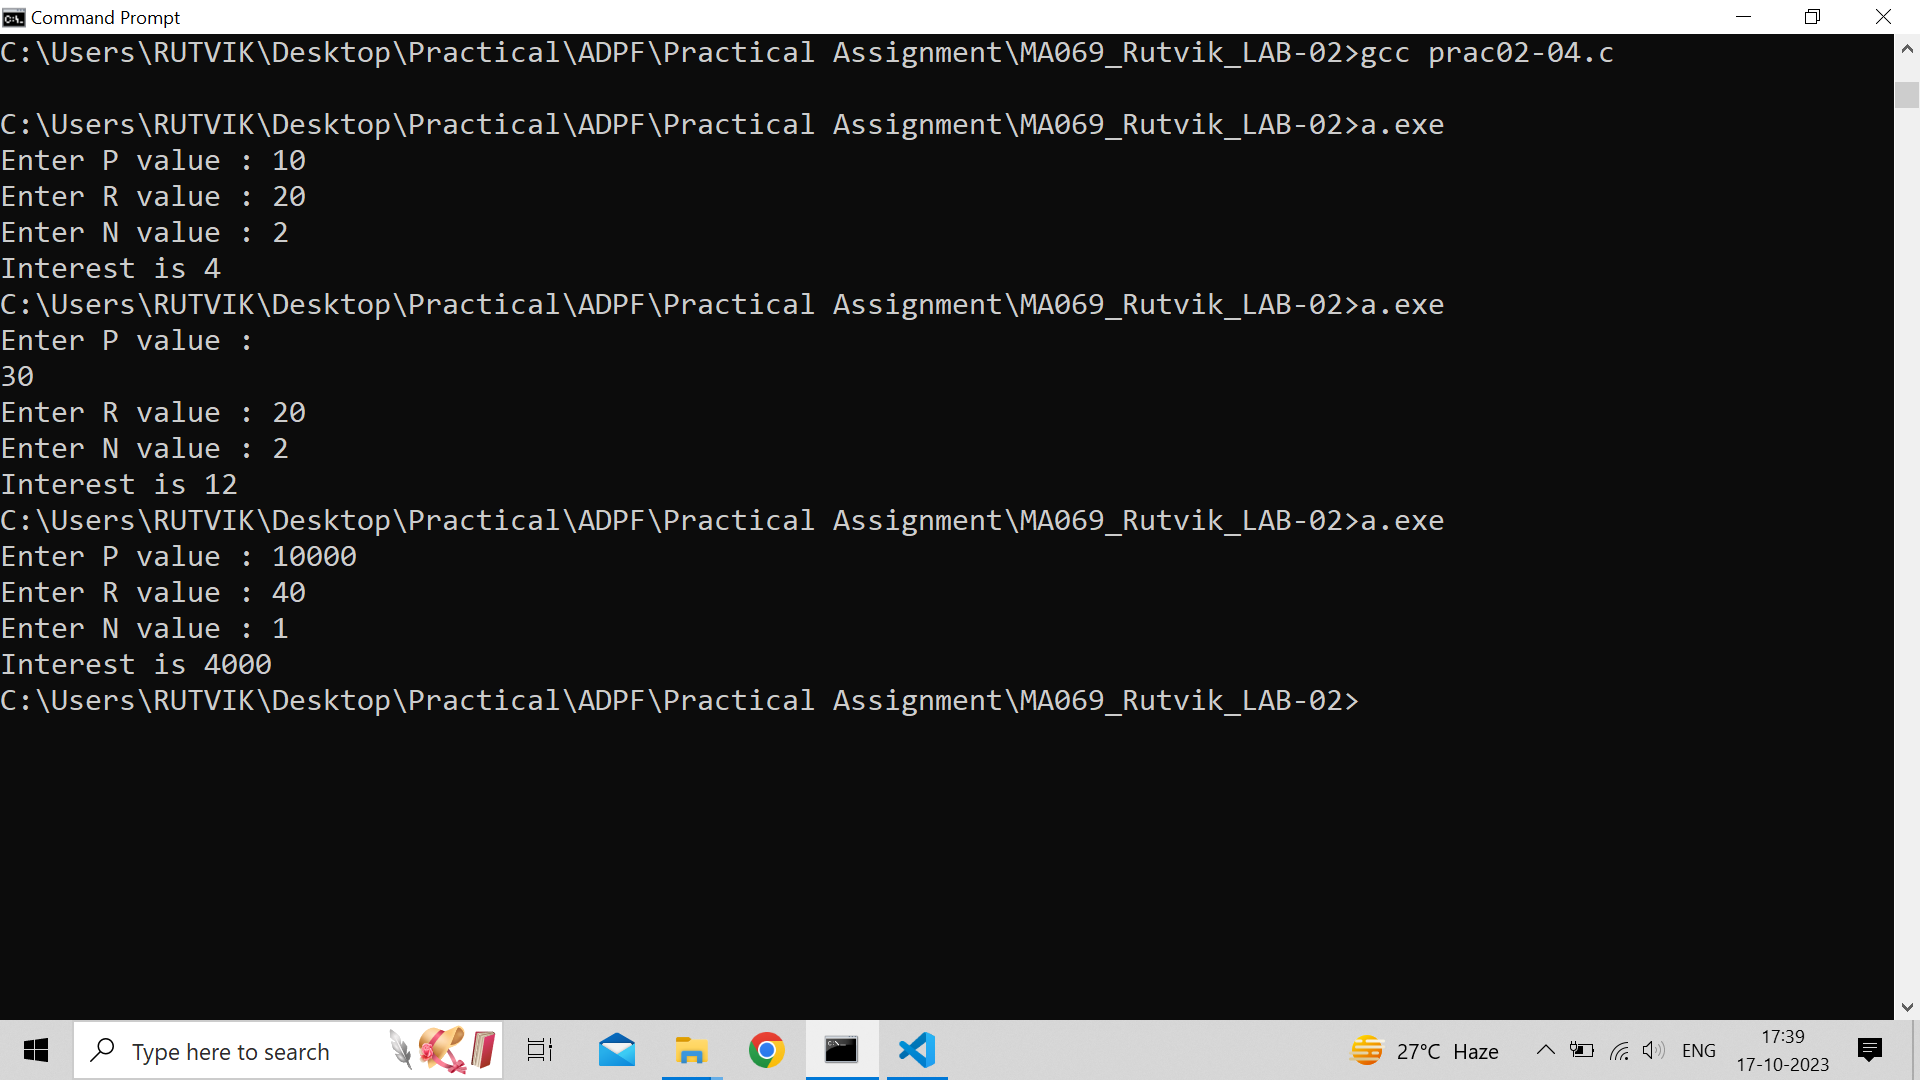 Command Prompt
C:\Users\RUTVIK\Desktop\Practical\ADPF\Practical Assignment\MA069_Rutvik_LAB-02>gcc prac02-04.c
C:\Users\RUTVIK\Desktop\Practical\ADPF\Practical Assignment\MA069_Rutvik_LAB-02>a.exe
Enter P value : 10
Enter R value : 20
Enter N value : 2
Interest is 4
C:\Users\RUTVIK\Desktop\Practical\ADPF\Practical Assignment\MA069_Rutvik_LAB-02>a.exe
Enter P value :
30
Enter R value : 20
Enter N value : 2
Interest is 12
C:\Users\RUTVIK\Desktop\Practical\ADPF\Practical Assignment\MA069_Rutvik_LAB-02>a.exe
Enter P value : 10000
Enter R value : 40
Enter N value : 1
Interest is 4000
C:\Users\RUTVIK\Desktop\Practical\ADPF\Practical Assignment\MA069_Rutvik_LAB-02>
Type here to search
27°C Haze
ENG
17:39
17-10-2023